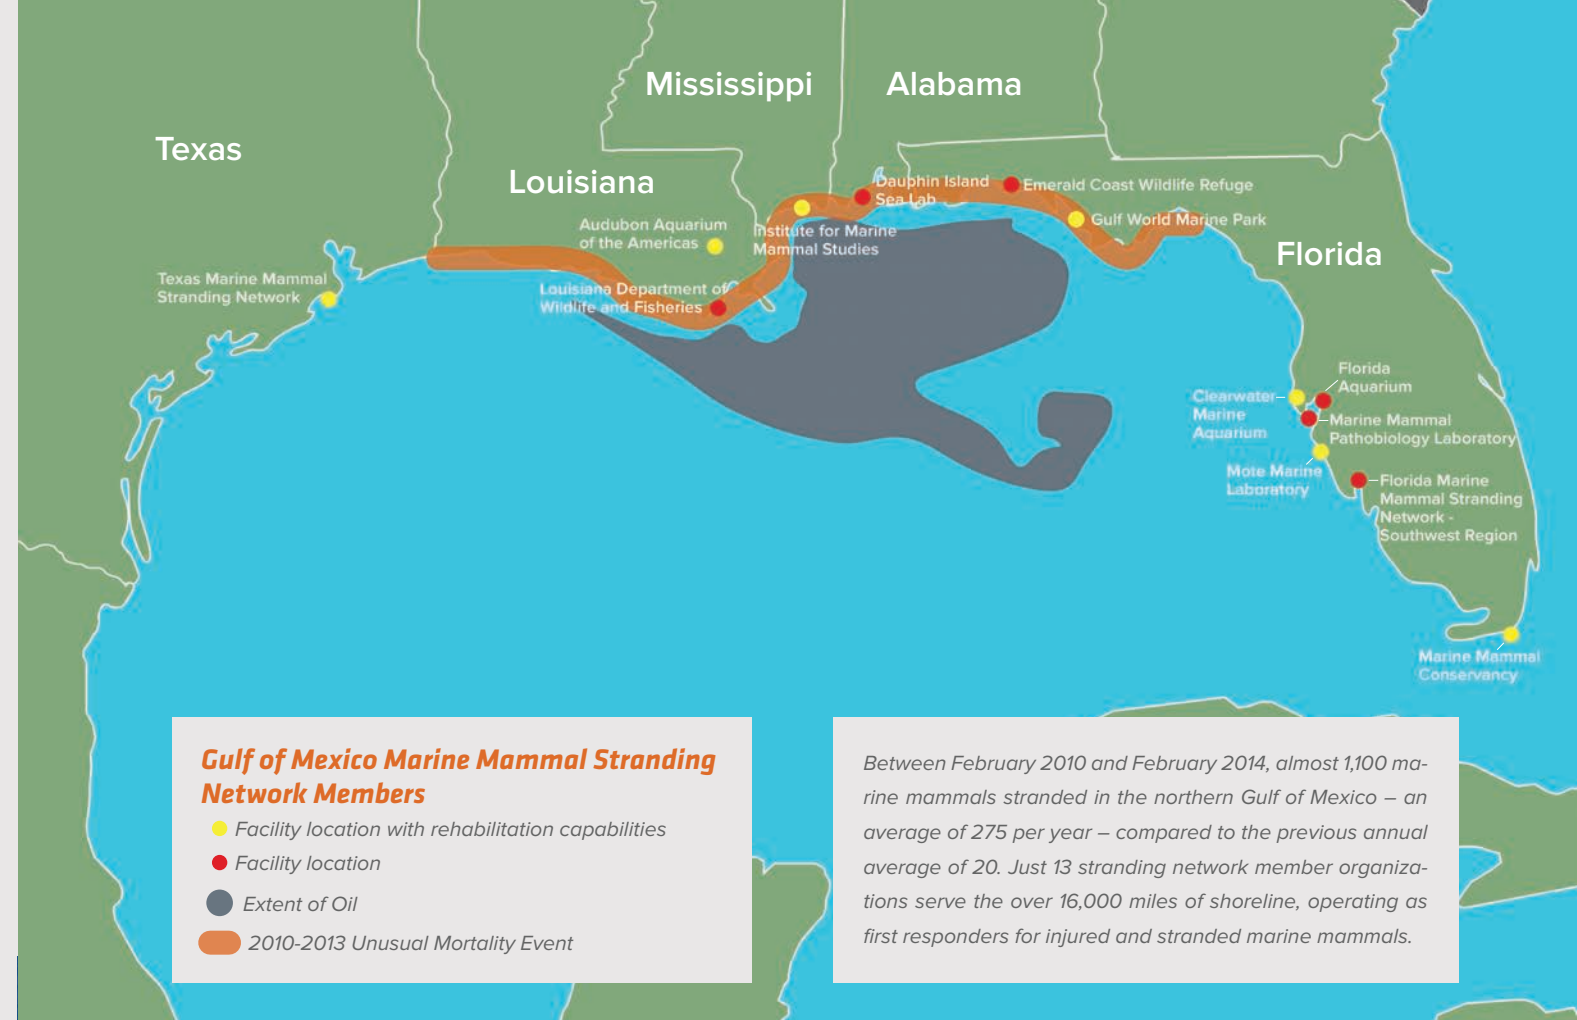 Mississippi
Alabama
Texas
Louisiana
Dauphin Island
Sea Lab
Emerald Coast Wildlife Refuge
Audubon Aquarium
of the Americas
Institute for Marine
Mammal Studies
Gulf World Marine Park
Florida
Texas Marine Mammal
Stranding Network
Louisiana Department of
Wildlife and Fisheries
Florida
Aquarium
Clearwater
Marine
Aquarium
Marine Mammal
Pathobiology Laboratory
Mote Marine
Laboratory
Florida Marine
Mammal Stranding
Network -
Southwest Region
Marine Mammal
Conservancy
Gulf of Mexico Marine Mammal Stranding
Network Members
Facility location with rehabilitation capabilities
Facility location
Extent of Oil
2010-2013 Unusual Mortality Event
Between February 2010 and February 2014, almost 1,100 ma-
rine mammals stranded in the northern Gulf of Mexico – an
average of 275 per year – compared to the previous annual
average of 20. Just 13 stranding network member organiza-
tions serve the over 16,000 miles of shoreline, operating as
first responders for injured and stranded marine mammals.